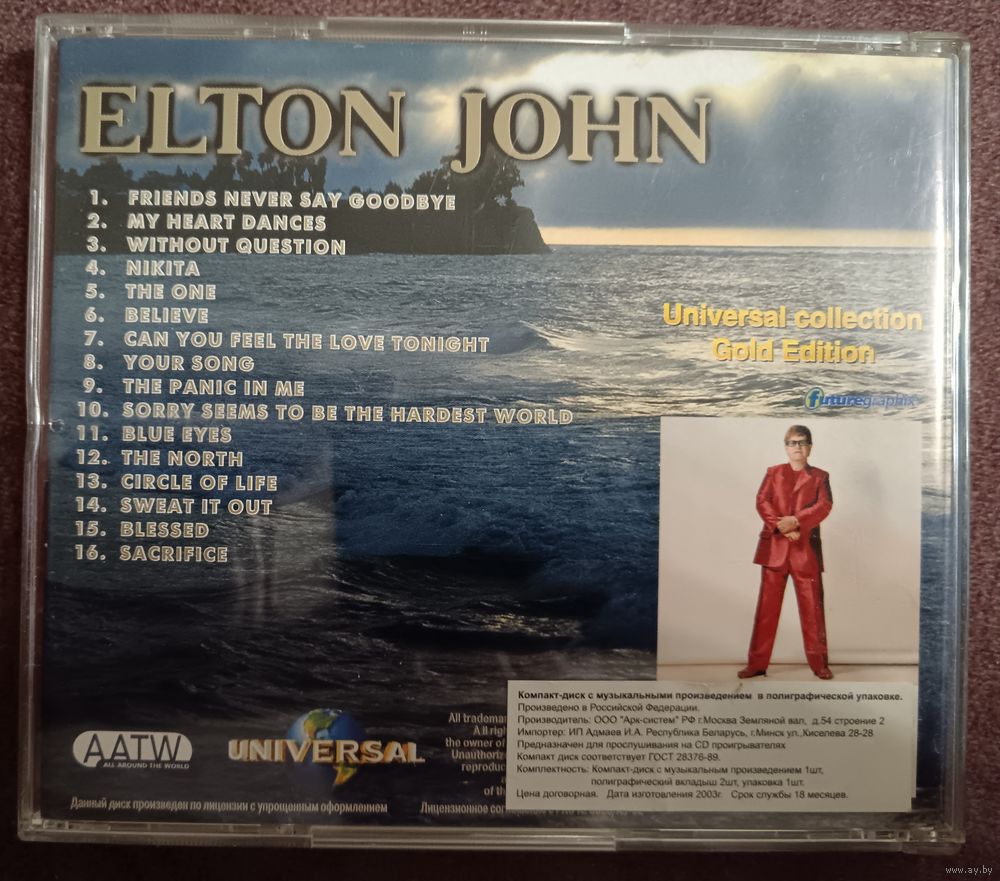 ELTON JOHN
1. FRIENDS NEVER SAY GOODBYE
2. MY HEART DANCES
3. WITHOUT QUESTION
4. NIKITA
5. THE ONE
6. BELIEVE
7. CAN YOU FEEL THE LOVE TONIGHT
8. YOUR SONG
9. THE PANIC IN ME
10. SORRY SEEMS TO BE THE HARDEST WORLD
11. BLUE EYES
12. THE NORTH
13. CIRCLE OF LIFE
14. SWEAT IT OUT
15. BLESSED
16. SACRIFICE
Universal collection
Gold Edition
futuregraphix
AATW
ALL AROUND THE WORLD
UNIVERSAL
All
All
the owner of
of
Данный диск произведен по лицензии с упрощенным оформлением
Лицензионное
Компакт-диск с музыкальными произведением в полиграфической упаковке.
Произведено в Российской Федерации.
Производитель: ООО "Арк-систем" РФ г.Москва Земляной вал, д.54 строение 2
Импортер: ИП Адмаев И.А. Республика Беларусь, г.Минск ул.,Киселева 28-28
Предназначен для прослушивания на CD проигрывателях
Компакт диск соответствует ГОСТ 28376-89.
Комплектность: Компакт-диск с музыкальным произведением 1шт,
полиграфический вкладыш 2шт, упаковка 1шт.
Цена договорная. Дата изготовления 2003г. Срок службы 18 месяцев.
www.ay.by